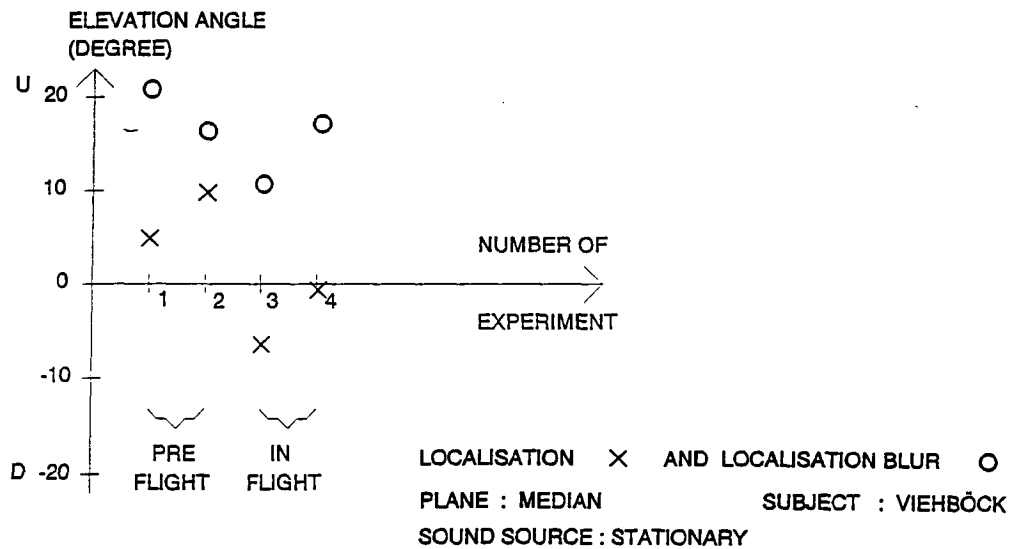 ELEVATION ANGLE
(DEGREE)
U 20
10
NUMBER OF
0
1 2 3 4
EXPERIMENT
-10
PRE IN
FLIGHT FLIGHT
D -20
LOCALISATION × AND LOCALISATION BLUR O
PLANE : MEDIAN SUBJECT : VIEHBÖCK
SOUND SOURCE : STATIONARY